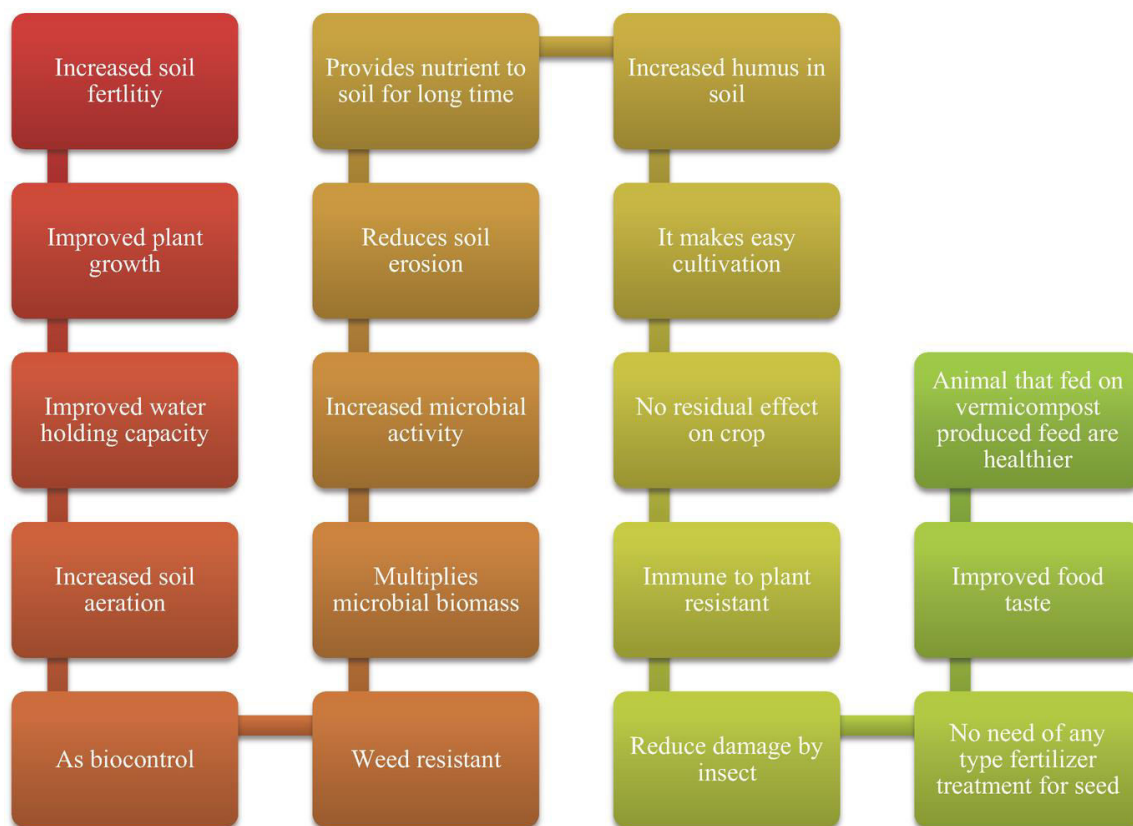 Increased soil
fertlitiy
Improved plant
growth
Improved water
holding capacity
Increased soil
aeration
As biocontrol
Weed resistant
Multiplies
microbial biomass
Increased microbial
activity
Reduces soil
erosion
Provides nutrient to
soil for long time
Increased humus in
soil
It makes easy
cultivation
No residual effect
on crop
Immune to plant
resistant
Reduce damage by
insect
No need of any
type fertilizer
treatment for seed
Improved food
taste
Animal that fed on
vermicompost
produced feed are
healthier